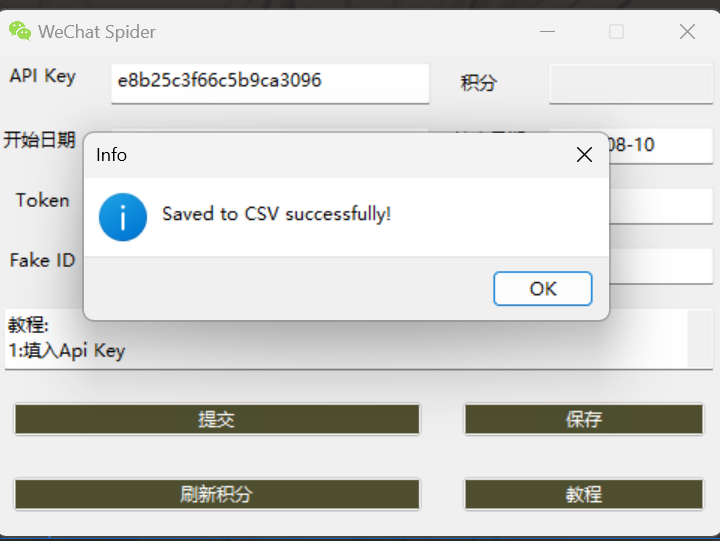 WeChat Spider
API Key
e8b25c3f66c5b9ca3096
积分
开始日期
08-10
Info
Saved to CSV successfully!
OK
Token
Fake ID
教程:
1:填入Api Key
提交
保存
刷新积分
教程